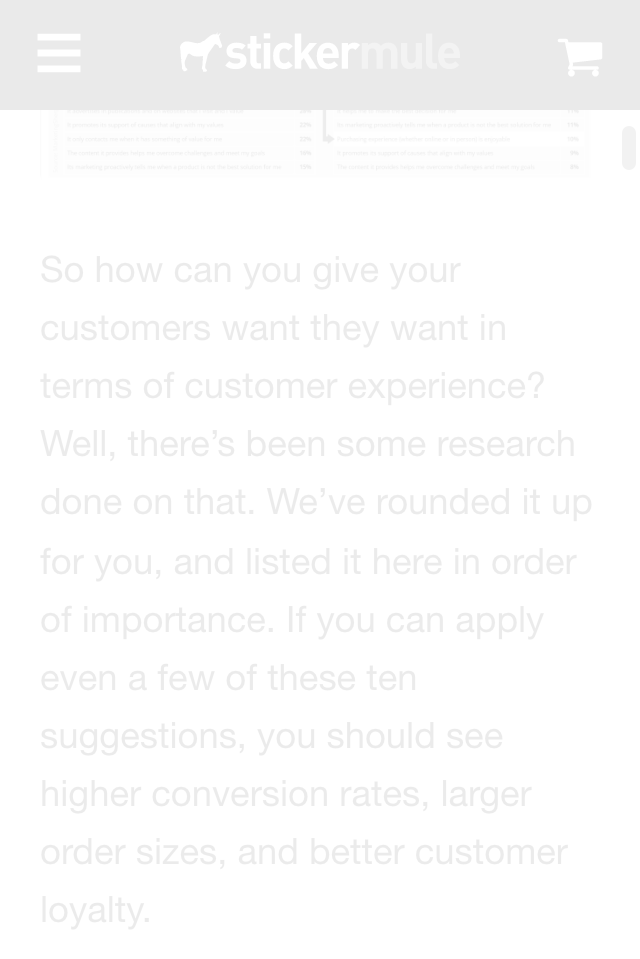 stickermule
So how can you give your
customers want they want in
terms of customer experience?
Well, there’s been some research
done on that. We’ve rounded it up
for you, and listed it here in order
of importance. If you can apply
even a few of these ten
suggestions, you should see
higher conversion rates, larger
order sizes, and better customer
loyalty.